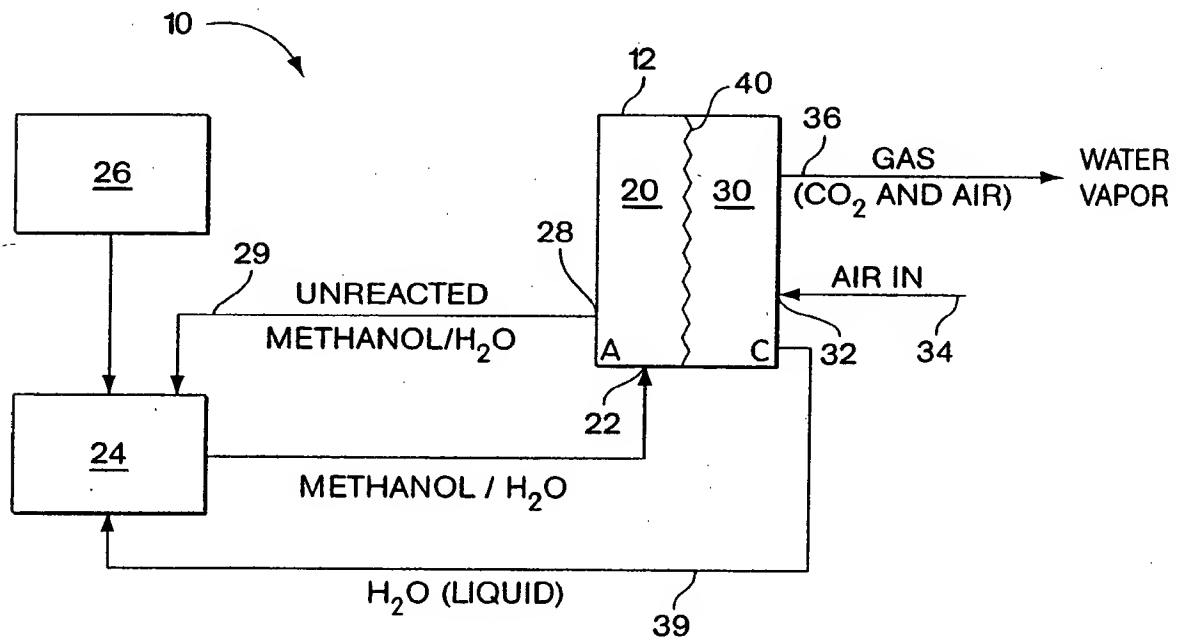 10
12
40
36
26
20
30
GAS
(CO₂ AND AIR)
WATER
VAPOR
28
29
UNREACTED
METHANOL/H₂O
AIR IN
A
C
32
34
22
24
METHANOL / H₂O
H₂O (LIQUID)
39